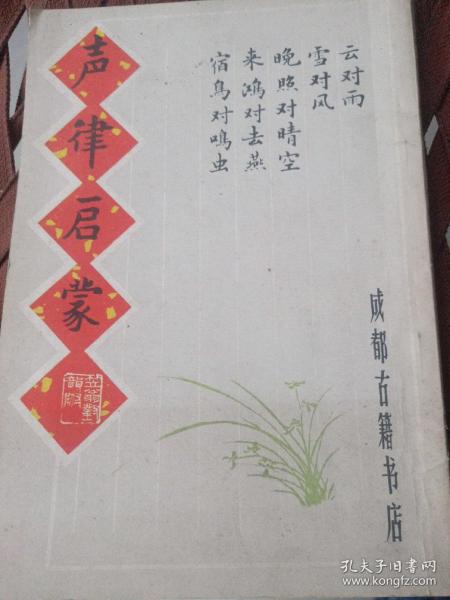 声律启蒙
云对雨
雪对风
晚照对晴空
来鸿对去燕
宿鸟对鸣虫
成都古籍书店
孔夫子旧书网
www.kongfz.com